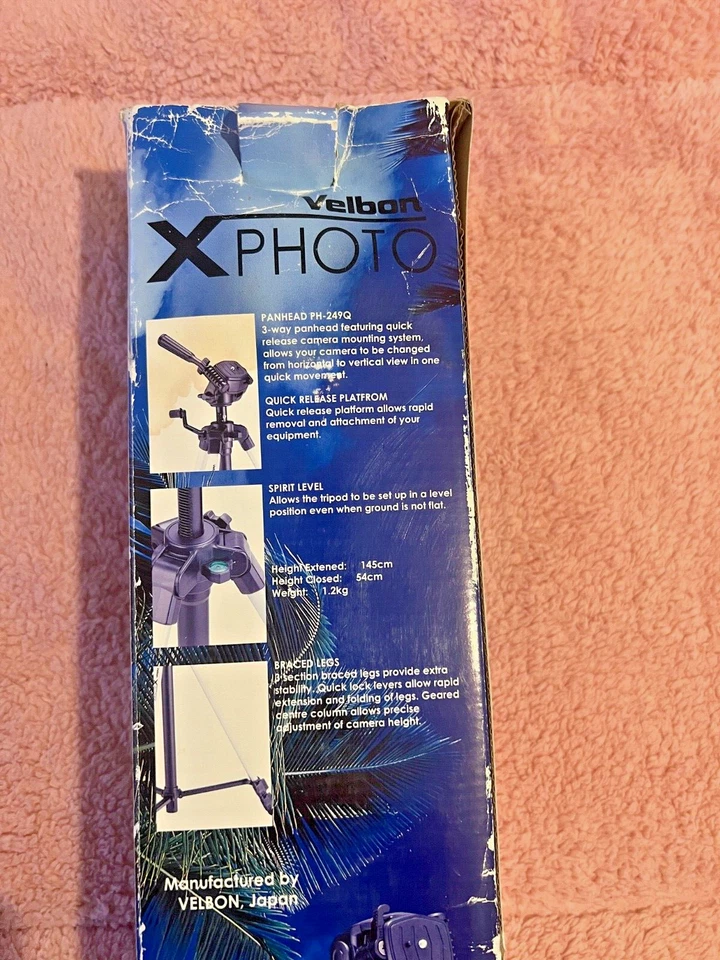 Velbon
X PHOTO
PANHEAD PH-249Q
3-way panhead featuring quick
release camera mounting system,
allows your camera to be changed
from horizontal to vertical view in one
quick movement.
QUICK RELEASE PLATFROM
Quick release platform allows rapid
removal and attachment of your
equipment.
SPIRIT LEVEL
Allows the tripod to be set up in a level
position even when ground is not flat.
Height Extened: 145cm
Height Closed: 54cm
Weight: 1.2kg
BRACED LEGS
3 section braced legs provide extra
stability. Quick lock levers allow rapid
extension and folding of legs. Geared
centre column allows precise
adjustment of camera height.
Manufactured by
VELBON, Japan